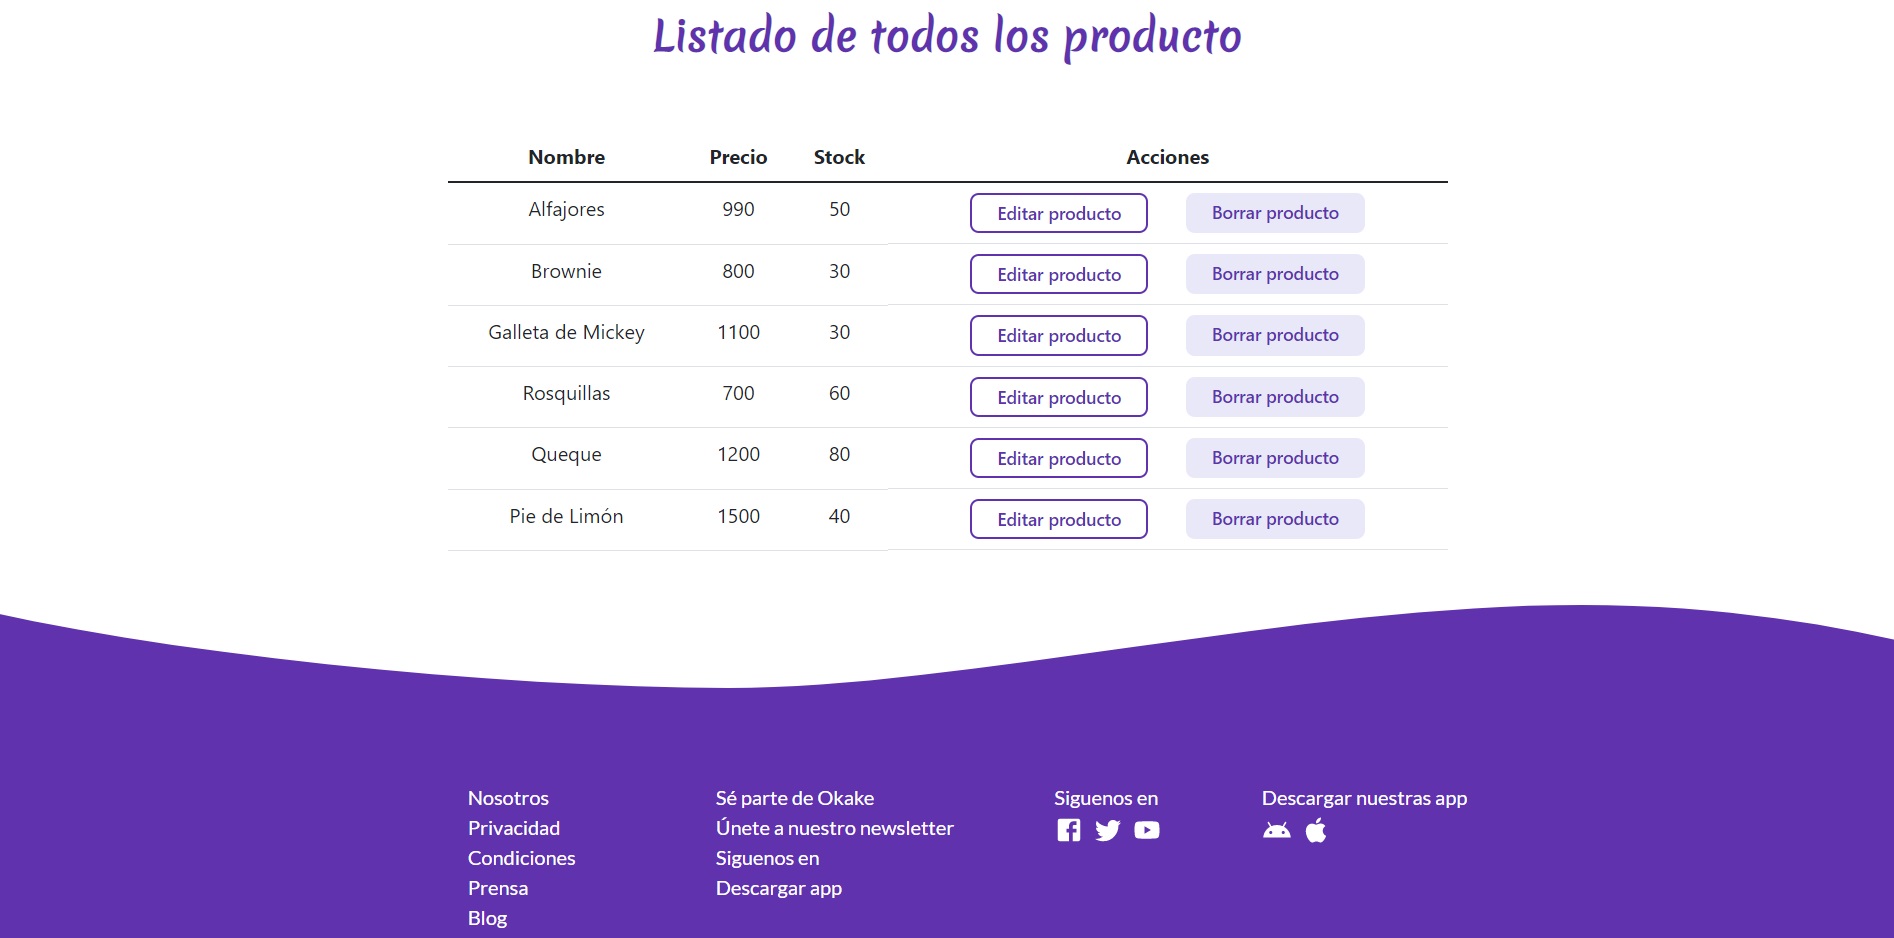 Listado de todos los producto
Nombre Precio Stock Acciones
Alfajores 990 50 Editar producto Borrar producto
Brownie 800 30 Editar producto Borrar producto
Galleta de Mickey 1100 30 Editar producto Borrar producto
Rosquillas 700 60 Editar producto Borrar producto
Queque 1200 80 Editar producto Borrar producto
Pie de Limón 1500 40 Editar producto Borrar producto
Nosotros
Privacidad
Condiciones
Prensa
Blog
Sé parte de Okake
Únete a nuestro newsletter
Siguenos en
Descargar app
Siguenos en
Descargar nuestras app